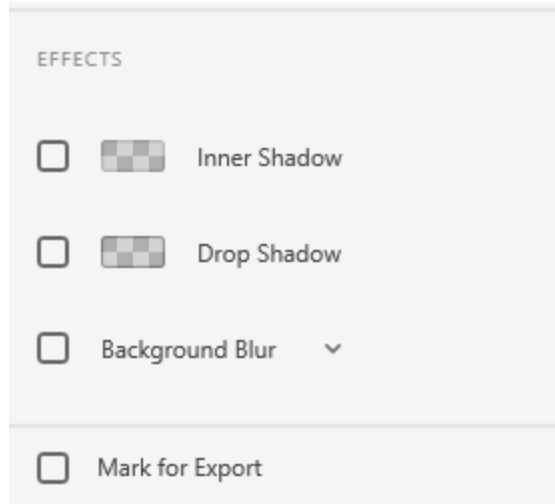 EFFECTS
Inner Shadow
Drop Shadow
Background Blur
Mark for Export